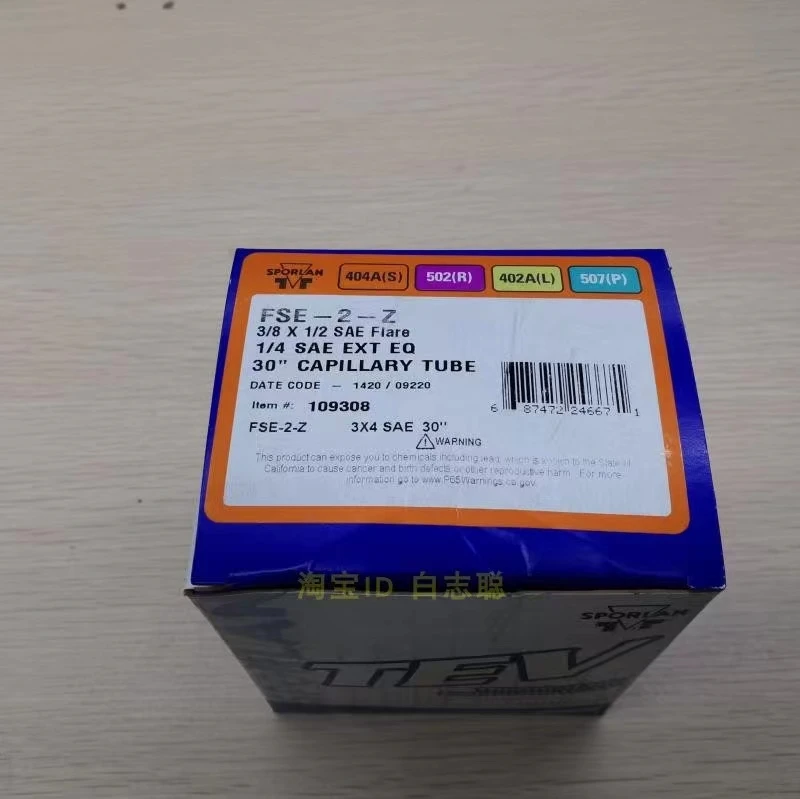 SPORLAN 404A(S) 502(R) 402A(L) 507(P)
FSE – 2 – Z
3/8 X 1/2 SAE Flare
1/4 SAE EXT EQ
30" CAPILLARY TUBE
DATE CODE – 1420 / 09220
Item #: 109308
6 87472 24667 1
FSE-2-Z 3X4 SAE 30"
WARNING
This product can expose you to chemicals including lead, which is known to the State of
California to cause cancer and birth defects or other reproductive harm. For more
information go to www.P65Warnings.ca.gov.
淘宝ID 白志聪
SPORLAN
TEV